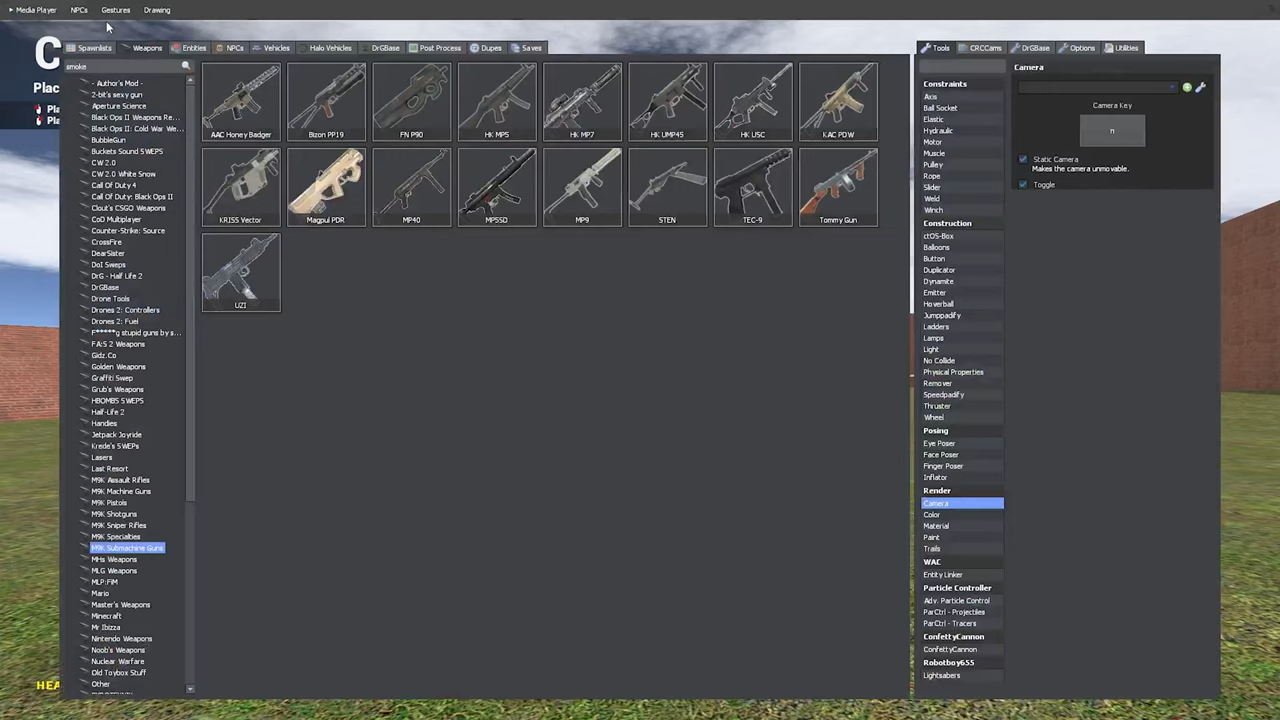 Media Player
NPCs
Gestures
Drawing
C
Plac
Pla
Pla
HEA
Spawnlists
Weapons
Entities
NPCs
Vehicles
Halo Vehicles
DrGBase
Post Process
Dupes
Saves
smoke
- Author's Mod -
2-bit's sexy gun
Aperture Science
Black Ops II Weapons Re...
Black Ops II: Cold War We...
BubbleGun
Buckets Sound SWEPS
CW 2.0
CW 2.0 White Snow
Call Of Duty 4
Call Of Duty: Black Ops II
Clout's CSGO Weapons
CoD Multiplayer
Counter-Strike: Source
CrossFire
DearSister
DoI Sweps
DrG - Half Life 2
DrGBase
Drone Tools
Drones 2: Controllers
Drones 2: Fuel
F*****g stupid guns by s...
FA:S 2 Weapons
Gidz.Co
Golden Weapons
Graffiti Swep
Grub's Weapons
HBOMBS SWEPS
Half-Life 2
Handies
Jetpack Joyride
Krede's SWEPs
Lasers
Last Resort
M9K Assault Rifles
M9K Machine Guns
M9K Pistols
M9K Shotguns
M9K Sniper Rifles
M9K Specialties
M9K Submachine Guns
MHs Weapons
MLG Weapons
MLP:FiM
Mario
Master's Weapons
Minecraft
Mr Ibizza
Nintendo Weapons
Noob's Weapons
Nuclear Warfare
Old Toybox Stuff
Other
AAC Honey Badger
Bizon PP19
FN P90
HK MP5
HK MP7
HK UMP45
HK USC
KAC PDW
KRISS Vector
Magpul PDR
MP40
MP5SD
MP9
STEN
TEC-9
Tommy Gun
UZI
Tools
CRCCams
DrGBase
Options
Utilities
Constraints
Axis
Ball Socket
Elastic
Hydraulic
Motor
Muscle
Pulley
Rope
Slider
Weld
Winch
Construction
ctOS-Box
Balloons
Button
Duplicator
Dynamite
Emitter
Hoverball
Jumppadify
Ladders
Lamps
Light
No Collide
Physical Properties
Remover
Speedpadify
Thruster
Wheel
Posing
Eye Poser
Face Poser
Finger Poser
Inflator
Render
Camera
Color
Material
Paint
Trails
WAC
Entity Linker
Particle Controller
Adv. Particle Control
ParCtrl - Projectiles
ParCtrl - Tracers
ConfettyCannon
ConfettyCannon
Robotboy655
Lightsabers
Camera
Camera Key
n
Static Camera
Makes the camera unmovable.
Toggle